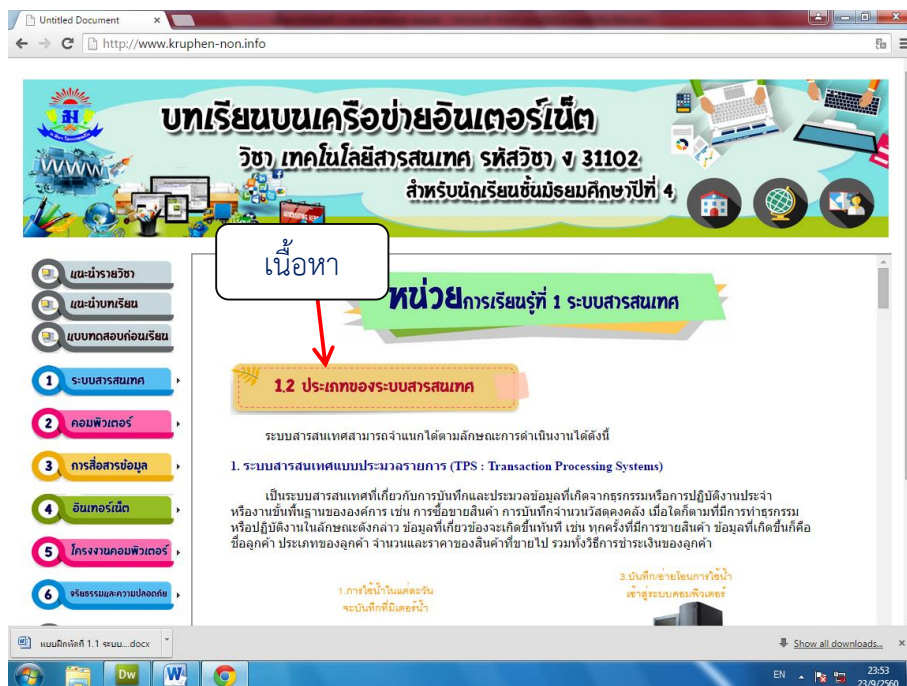 Untitled Document
http://www.kruphen-non.info
บทเรียนบนเครือข่ายอินเตอร์เน็ต
วิชา เทคโนโลยีสารสนเทศ รหัสวิชา ง 31102
สำหรับนักเรียนชั้นมัธยมศึกษาปีที่ 4
WWW
เนื้อหา
แนะนำรายวิชา
แนะนำบทเรียน
แบบทดสอบก่อนเรียน
1 ระบบสารสนเทศ
2 คอมพิวเตอร์
3 การสื่อสารข้อมูล
4 อินเทอร์เน็ต
5 โครงงานคอมพิวเตอร์
6 จริยธรรมและความปลอดภัย
หน่วยการเรียนรู้ที่ 1 ระบบสารสนเทศ
1.2 ประเภทของระบบสารสนเทศ
ระบบสารสนเทศสามารถจำแนกได้ตามลักษณะการดำเนินงานได้ดังนี้
1. ระบบสารสนเทศแบบประมวลรายการ (TPS : Transaction Processing Systems)
เป็นระบบสารสนเทศที่เกี่ยวกับการบันทึกและประมวลข้อมูลที่เกิดจากธุรกรรมหรือการปฏิบัติงานประจำ
หรืองานขั้นพื้นฐานขององค์การ เช่น การซื้อขายสินค้า การบันทึกจำนวนวัสดุคงคลัง เมื่อใดก็ตามที่มีการทำธุรกรรม
หรือปฏิบัติงานในลักษณะดังกล่าว ข้อมูลที่เกี่ยวข้องจะเกิดขึ้นทันที เช่น ทุกครั้งที่มีการขายสินค้า ข้อมูลที่เกิดขึ้นก็คือ
ชื่อลูกค้า ประเภทของลูกค้า จำนวนและราคาของสินค้าที่ขายไป รวมทั้งวิธีการชำระเงินของลูกค้า
1.การใช้น้ำในแต่ละวัน
จะบันทึกที่มิเตอร์น้ำ
3.บันทึก/ถ่ายโอนการใช้น้ำ
เข้าสู่ระบบคอมพิวเตอร์
แบบฝึกหัดที่ 1.1 ระบบ...docx
Show all downloads...
Dw
W
EN
23:53
23/9/2560